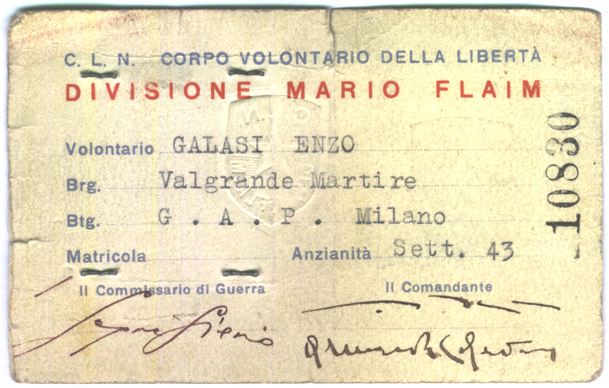 C. L. N. CORPO VOLONTARIO DELLA LIBERTÀ
DIVISIONE MARIO FLAIM
Volontario GALASI ENZO
Brg. Valgrande Martire
Btg. G . A . P . Milano
Matricola Anzianità Sett. 43
Il Commissario di Guerra Il Comandante
10830